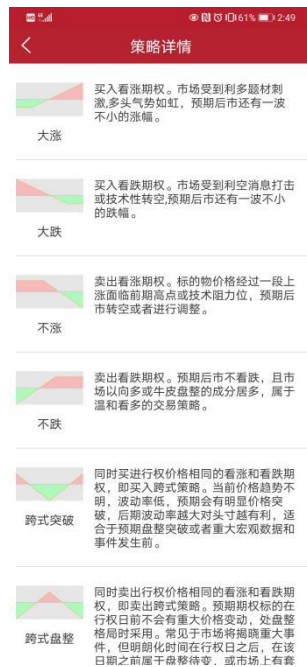 61% 2:49
策略详情
买入看涨期权。市场受到利多题材刺
激,多头气势如虹，预期后市还有一波
不小的涨幅。
大涨
买入看跌期权。市场受到利空消息打击
或技术性转空,预期后市还有一波不小
的跌幅。
大跌
卖出看涨期权。标的物价格经过一段上
涨面临前期高点或技术阻力位，预期后
市转空或者进行调整。
不涨
卖出看跌期权。预期后市不看跌，且市
场以向多或牛皮盘整的成分居多，属于
温和看多的交易策略。
不跌
同时买进行权价格相同的看涨和看跌期
权，即买入跨式策略。当前价格趋势不
明，波动率低，预期会有明显价格突
破，后期波动率越大对头寸越有利，适
合于预期盘整突破或者重大宏观数据和
事件发生前。
跨式突破
同时卖出行权价格相同的看涨和看跌期
权，即卖出跨式策略。预期期权标的在
行权日前不会有重大价格变动，处盘整
格局时采用。常见于市场将揭晓重大事
件，但明朗化时间在行权日之后，在该
日期之前属于盘整待变，或市场上有套
跨式盘整